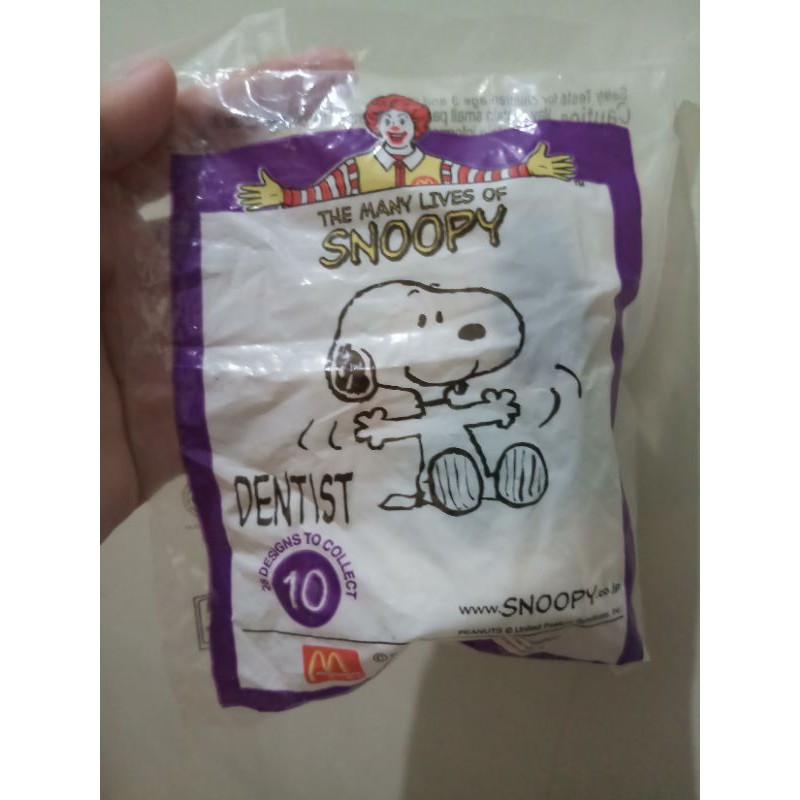 THE MANY LIVES OF
SNOOPY
DENTIST
28 DESIGNS TO COLLECT
10
www.SNOOPY.co.jp
PEANUTS © United Feature Syndicate, Inc.
©